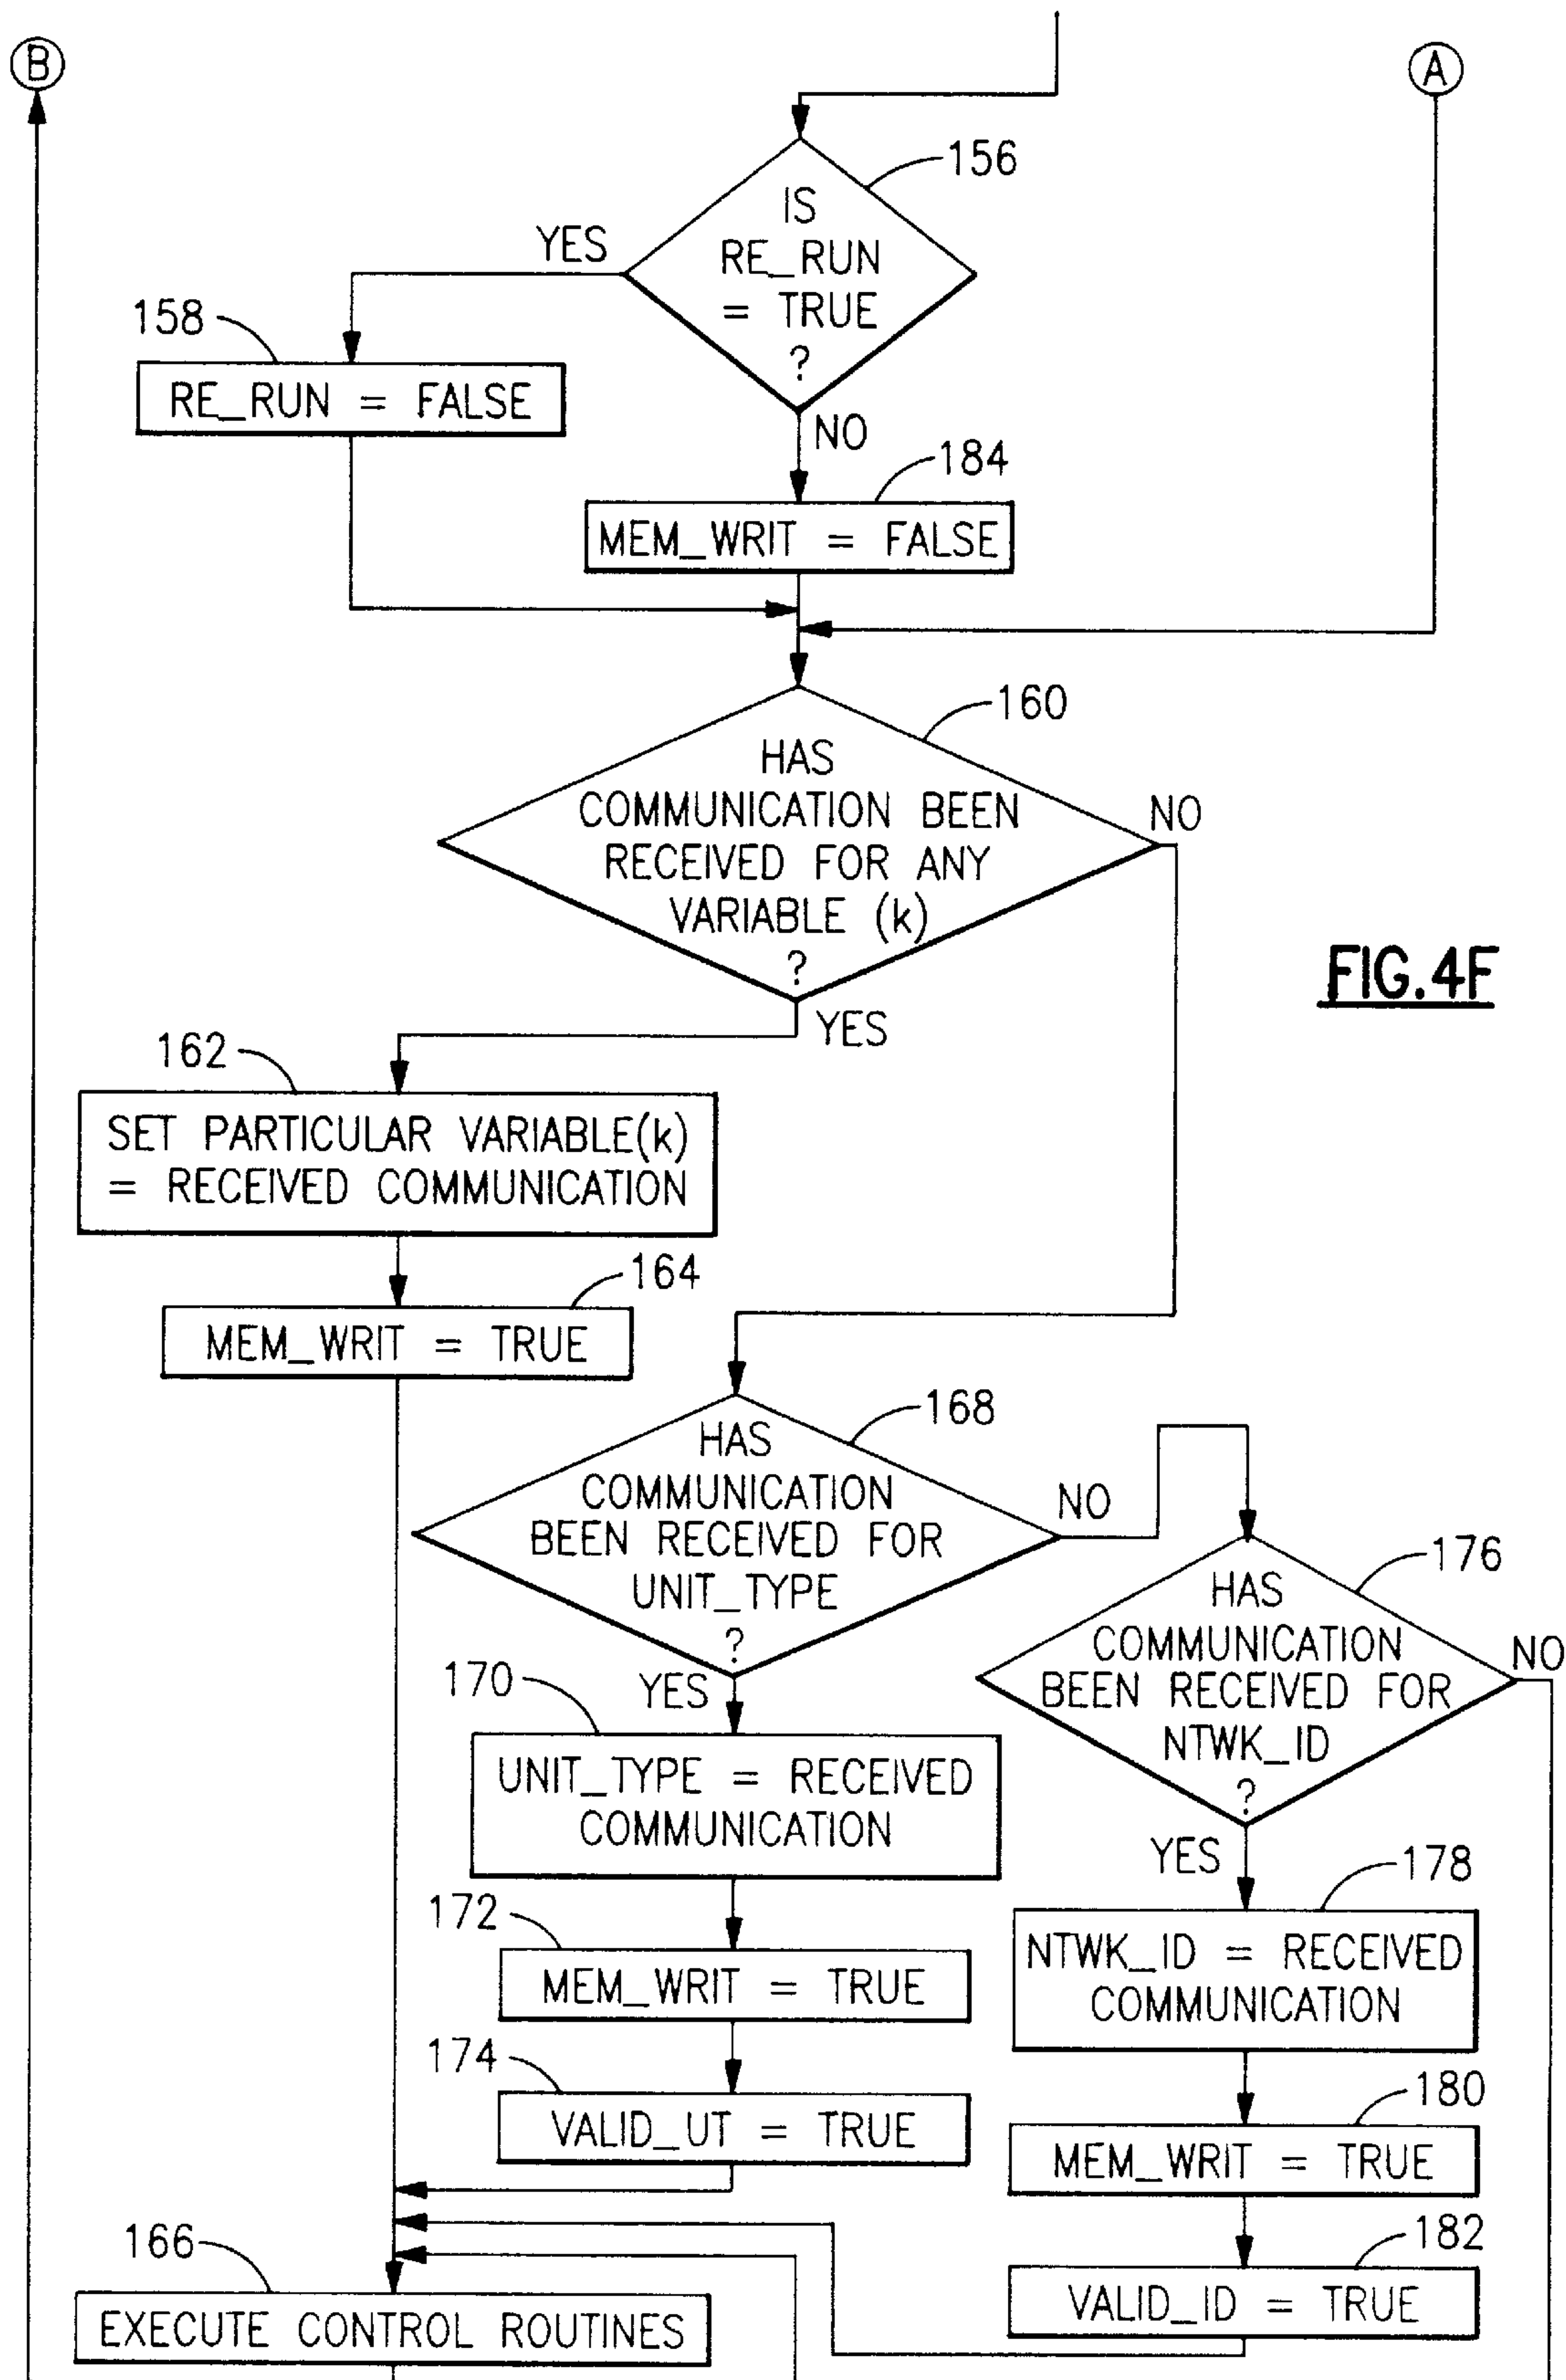 B
A
156
IS
RE_RUN
= TRUE
?
YES
158
RE_RUN = FALSE
NO
184
MEM_WRIT = FALSE
160
HAS
COMMUNICATION BEEN
RECEIVED FOR ANY
VARIABLE (k)
?
NO
FIG.4F
YES
162
SET PARTICULAR VARIABLE(k)
= RECEIVED COMMUNICATION
164
MEM_WRIT = TRUE
168
HAS
COMMUNICATION
BEEN RECEIVED FOR
UNIT_TYPE
?
NO
176
HAS
COMMUNICATION
BEEN RECEIVED FOR
NTWK_ID
?
NO
170
YES
UNIT_TYPE = RECEIVED
COMMUNICATION
YES
178
NTWK_ID = RECEIVED
COMMUNICATION
172
MEM_WRIT = TRUE
174
VALID_UT = TRUE
180
MEM_WRIT = TRUE
182
VALID_ID = TRUE
166
EXECUTE CONTROL ROUTINES